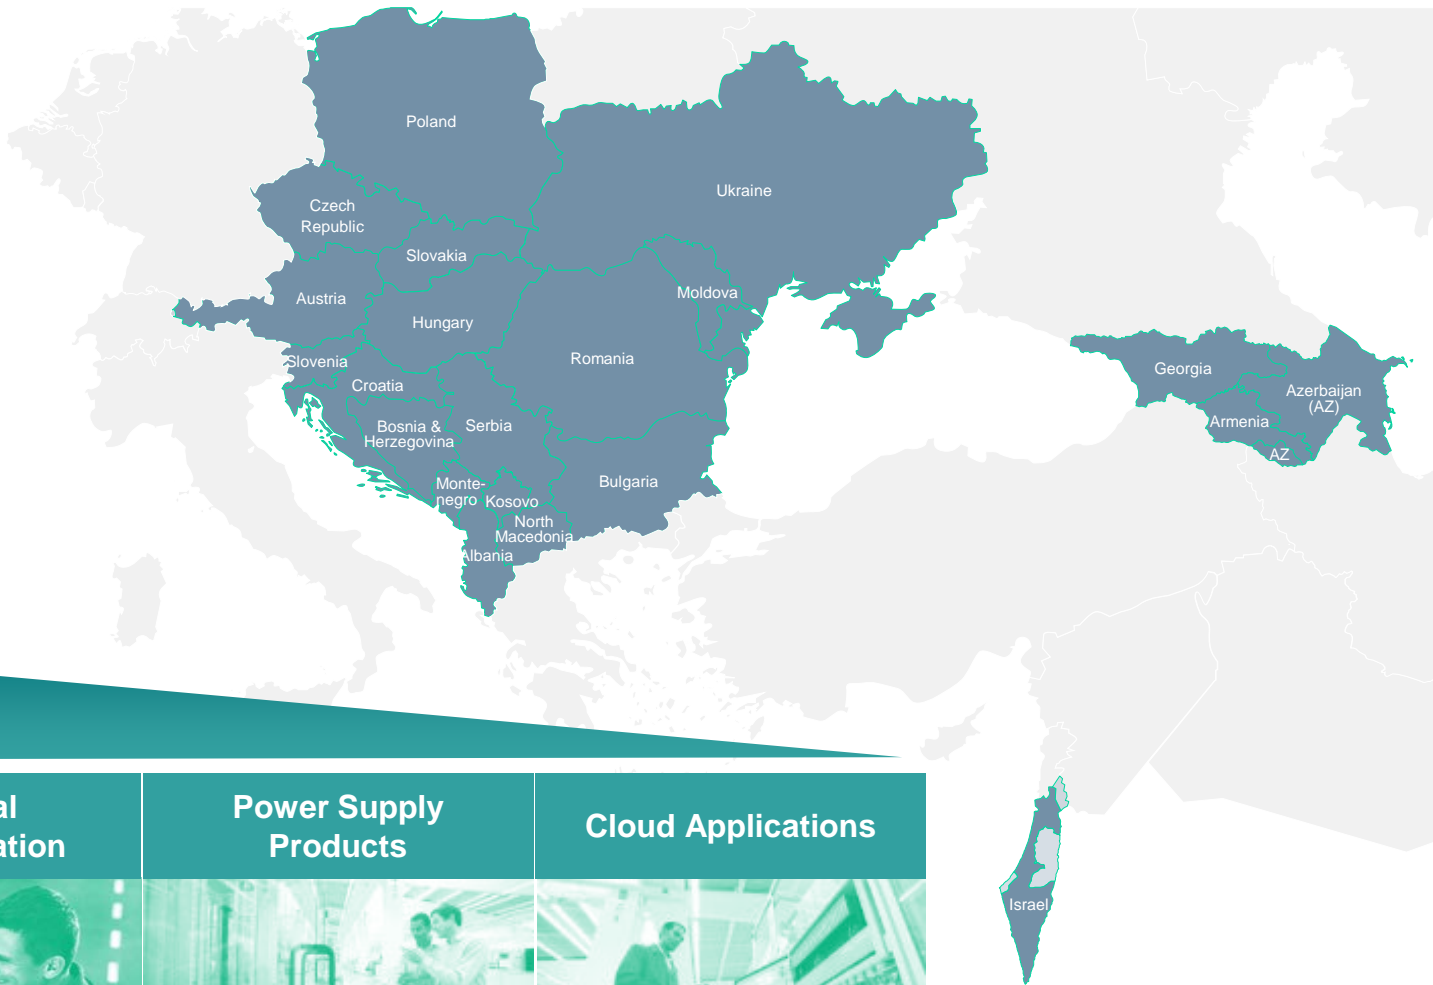 Poland
Ukraine
Czech
Republic
Slovakia
Austria
Moldova
Hungary
Romania
Slovenia
Croatia
Georgia
Azerbaijan
(AZ)
Bosnia &
Herzegovina
Serbia
Armenia
AZ
Bulgaria
Monte-
negro
Kosovo
North
Macedonia
Albania
al
ation
Power Supply
Products
Cloud Applications
Israel